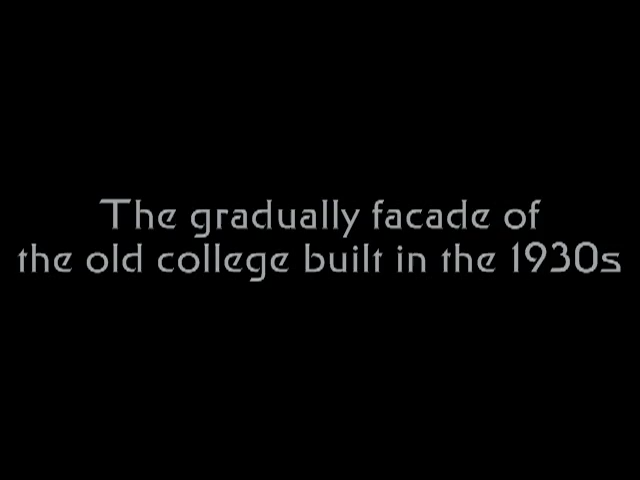 The gradually facade of
the old college built in the 1930s